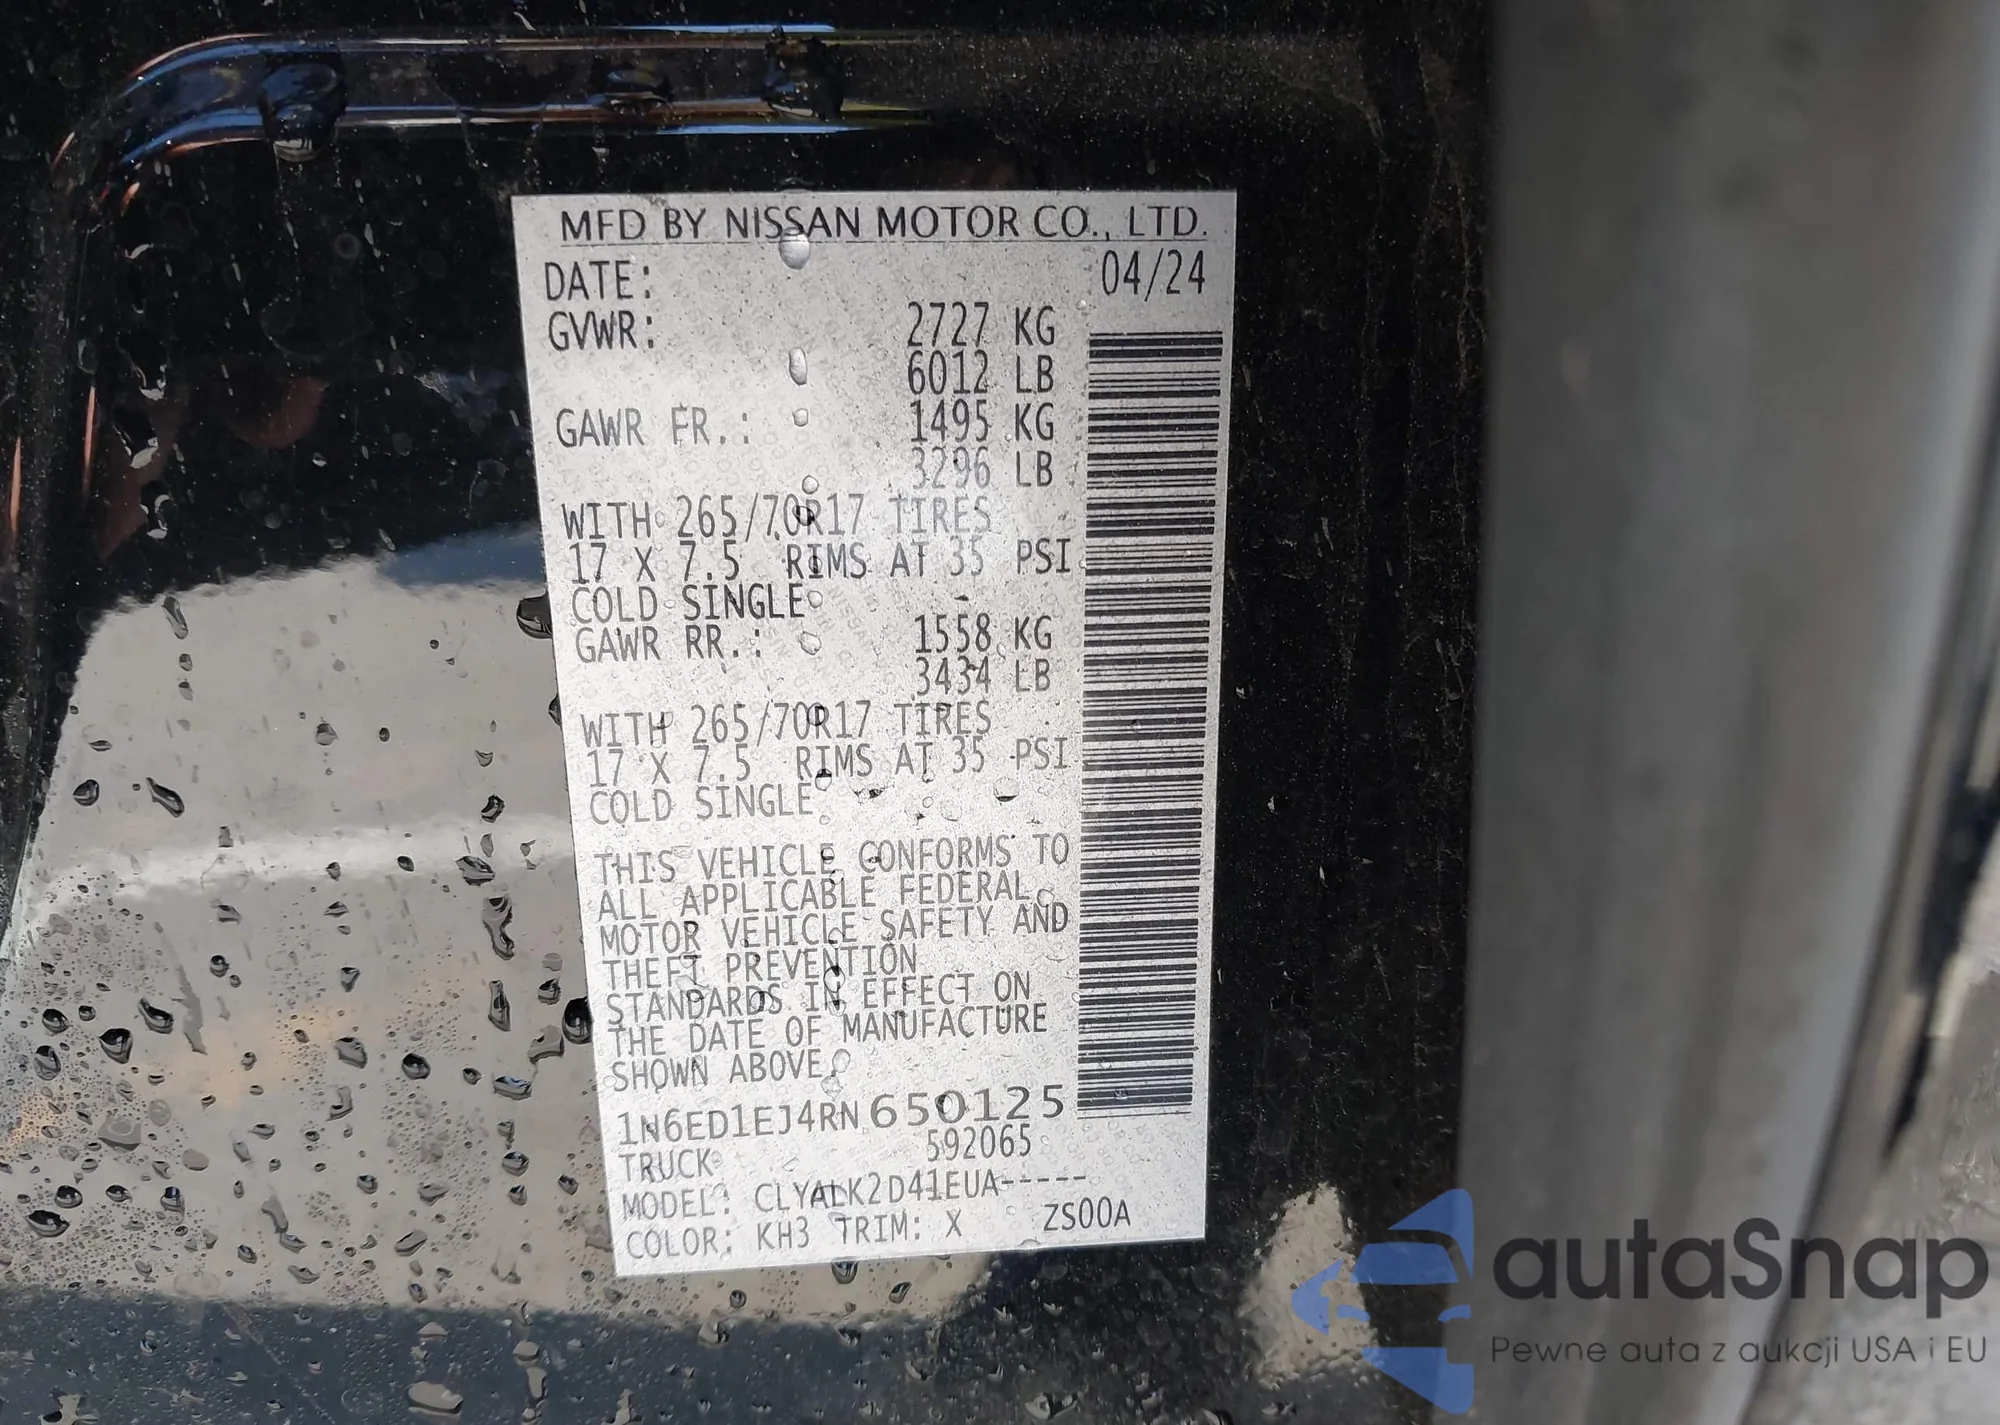 MFD BY NISSAN MOTOR CO., LTD.
DATE: 04/24
GVWR: 2727 KG
6012 LB
GAWR FR.: 1495 KG
3296 LB
WITH 265/70R17 TIRES
17 X 7.5 RIMS AT 35 PSI
COLD SINGLE
GAWR RR.: 1558 KG
3434 LB
WITH 265/70R17 TIRES
17 X 7.5 RIMS AT 35 PSI
COLD SINGLE
THIS VEHICLE CONFORMS TO
ALL APPLICABLE FEDERAL
MOTOR VEHICLE SAFETY AND
THEFT PREVENTION
STANDARDS IN EFFECT ON
THE DATE OF MANUFACTURE
SHOWN ABOVE.
1N6ED1EJ4RN650125
TRUCK 592065
MODEL: CLYALK2D41EUA-----
COLOR: KH3 TRIM: X ZS00A
autaSnap
Pewne auta z aukcji USA i EU